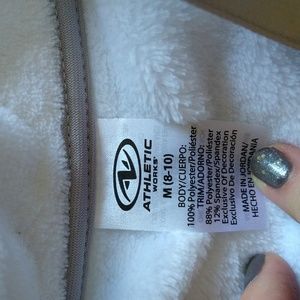 ATHLETIC
WORKS
M (8-10)
BODY/CUERPO:
100% Polyester/Poliéster
TRIM/ADORNO:
88% Polyester/Poliéster
12% Spandex/Spandex
Exclusive Of Decoration
Exclusivo De Decoración
MADE IN JORDAN/
HECHO EN JORDANIA